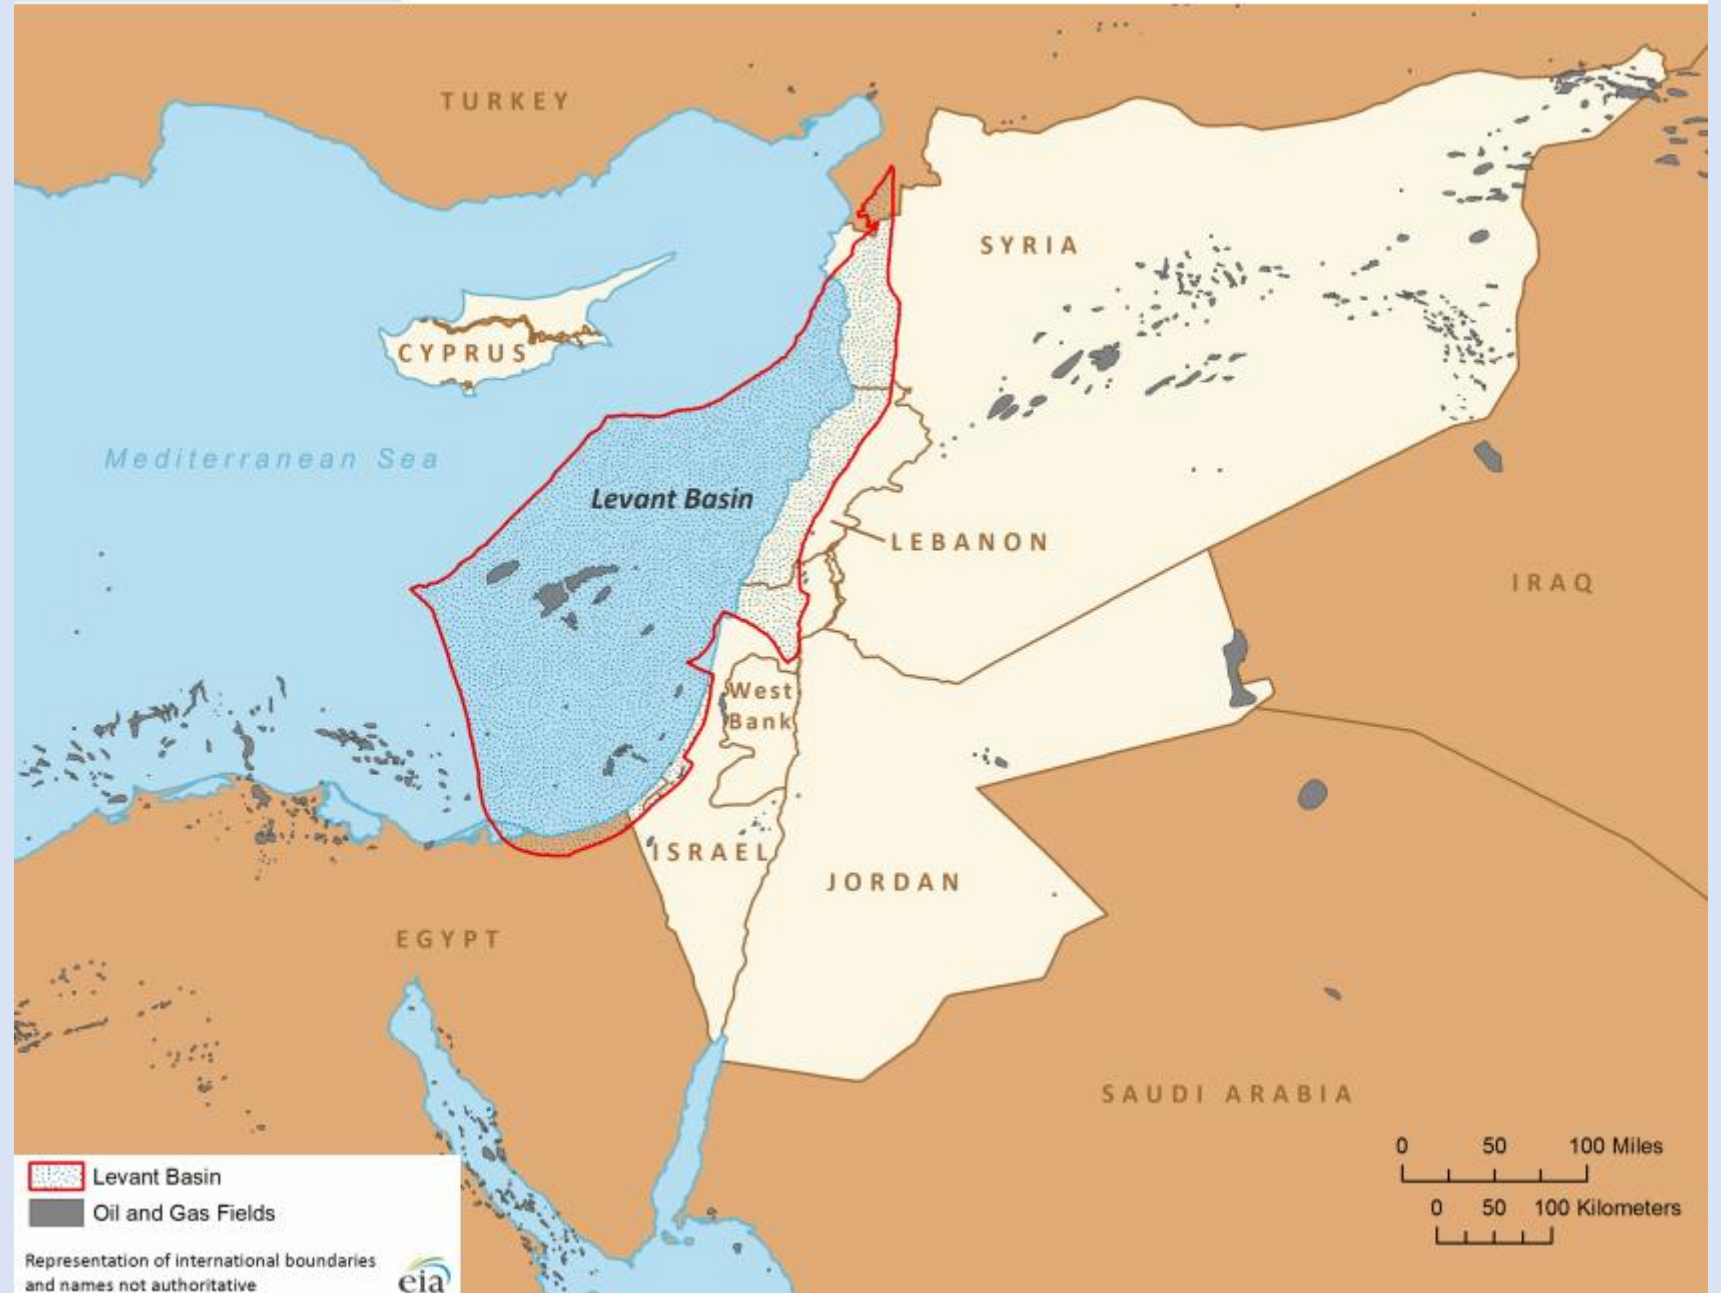 TURKEY
SYRIA
CYPRUS
Mediterranean Sea
Levant Basin
LEBANON
IRAQ
West
Bank
ISRAEL
JORDAN
EGYPT
SAUDI ARABIA
0 50 100 Miles
0 50 100 Kilometers
Levant Basin
Oil and Gas Fields
Representation of international boundaries
and names not authoritative
eia